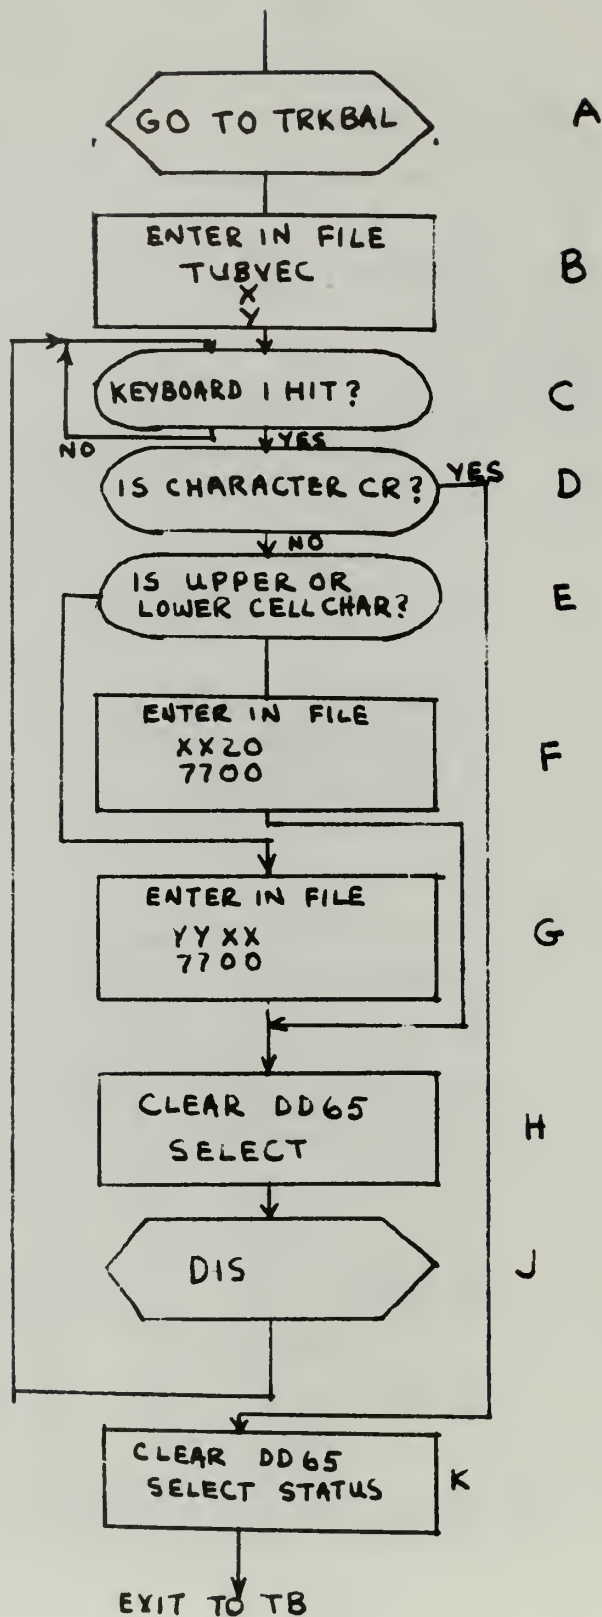 GO TO TRKBAL
A
ENTER IN FILE
TUBVEC
X
Y
B
KEYBOARD 1 HIT?
C
NO
YES
IS CHARACTER CR?
YES
D
NO
IS UPPER OR
LOWER CELL CHAR?
E
ENTER IN FILE
XX20
7700
F
ENTER IN FILE
YYXX
7700
G
CLEAR DD65
SELECT
H
DIS
J
CLEAR DD65
SELECT STATUS
K
EXIT TO TB